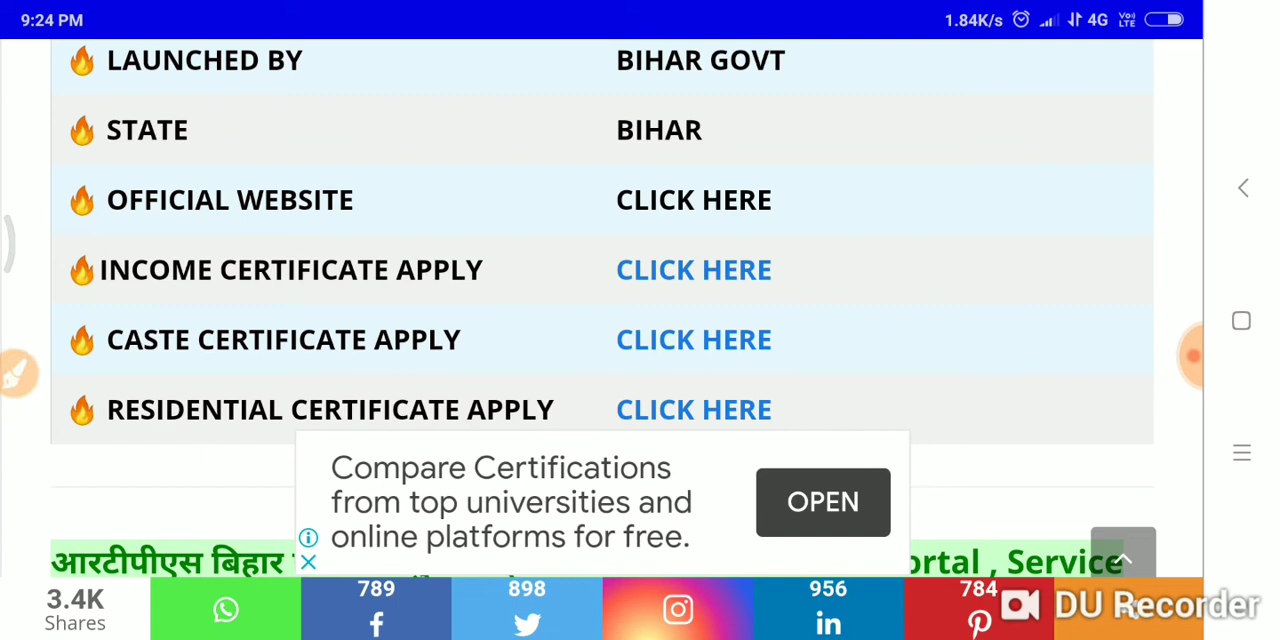 9:24 PM 1.84K/s 4G Vo) LTE
LAUNCHED BY BIHAR GOVT
STATE BIHAR
OFFICIAL WEBSITE CLICK HERE
INCOME CERTIFICATE APPLY CLICK HERE
CASTE CERTIFICATE APPLY CLICK HERE
RESIDENTIAL CERTIFICATE APPLY CLICK HERE
Compare Certifications
from top universities and
online platforms for free.
OPEN
आरटीपीएस बिहार ortal , Service
3.4K
Shares
789 898 956 784
DU Recorder